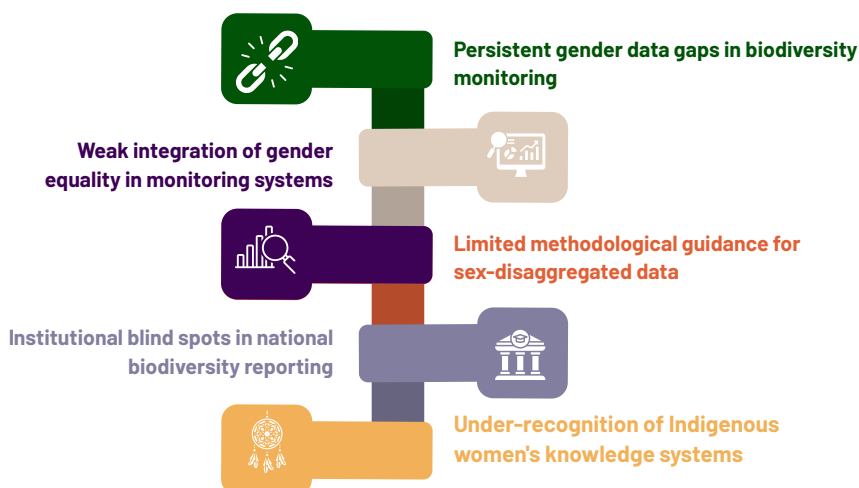 Persistent gender data gaps in biodiversity
monitoring
Weak integration of gender
equality in monitoring systems
Limited methodological guidance for
sex-disaggregated data
Institutional blind spots in national
biodiversity reporting
Under-recognition of Indigenous
women's knowledge systems